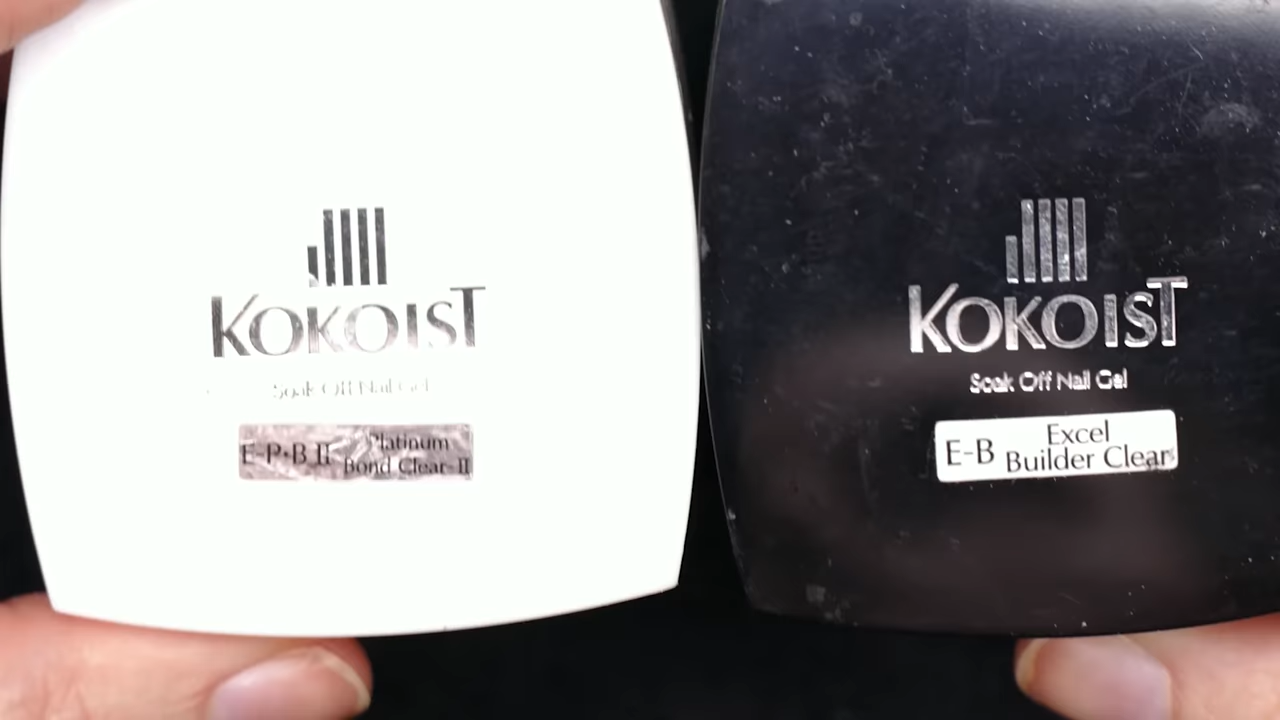 KOKOIST
Soak Off Nail Gel
E-P•B II Platinum
Bond Clear-II
KOKOIST
Soak Off Nail Gel
E-B Excel
Builder Clear